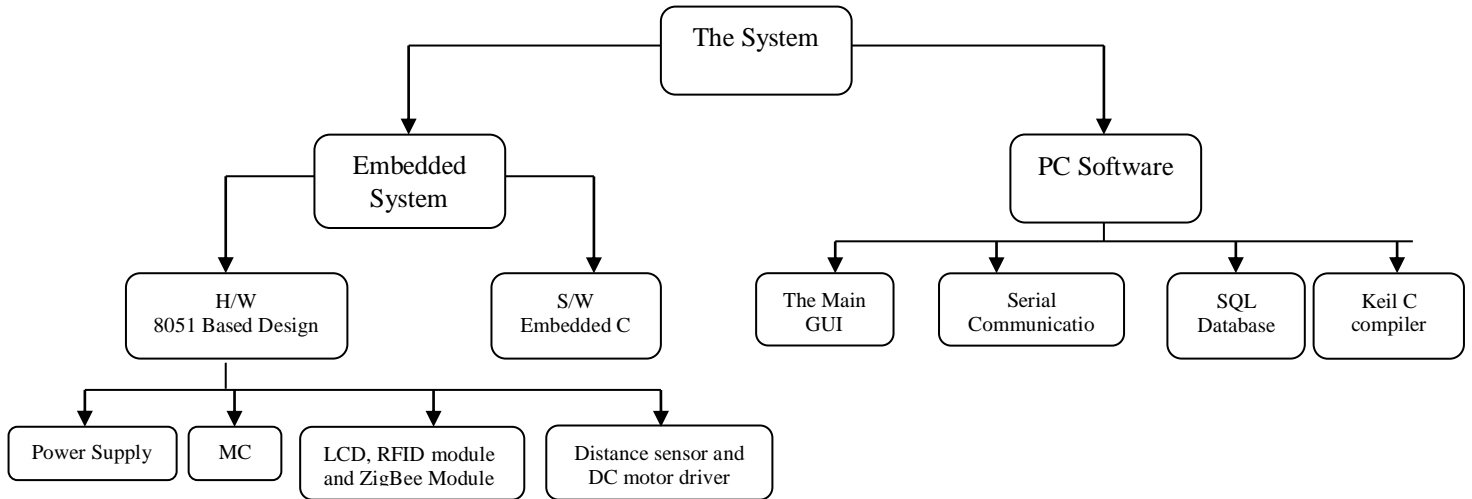 The System
Embedded
System
PC Software
H/W
8051 Based Design
S/W
Embedded C
The Main
GUI
Serial
Communicatio
SQL
Database
Keil C
compiler
Power Supply
MC
LCD, RFID module
and ZigBee Module
Distance sensor and
DC motor driver